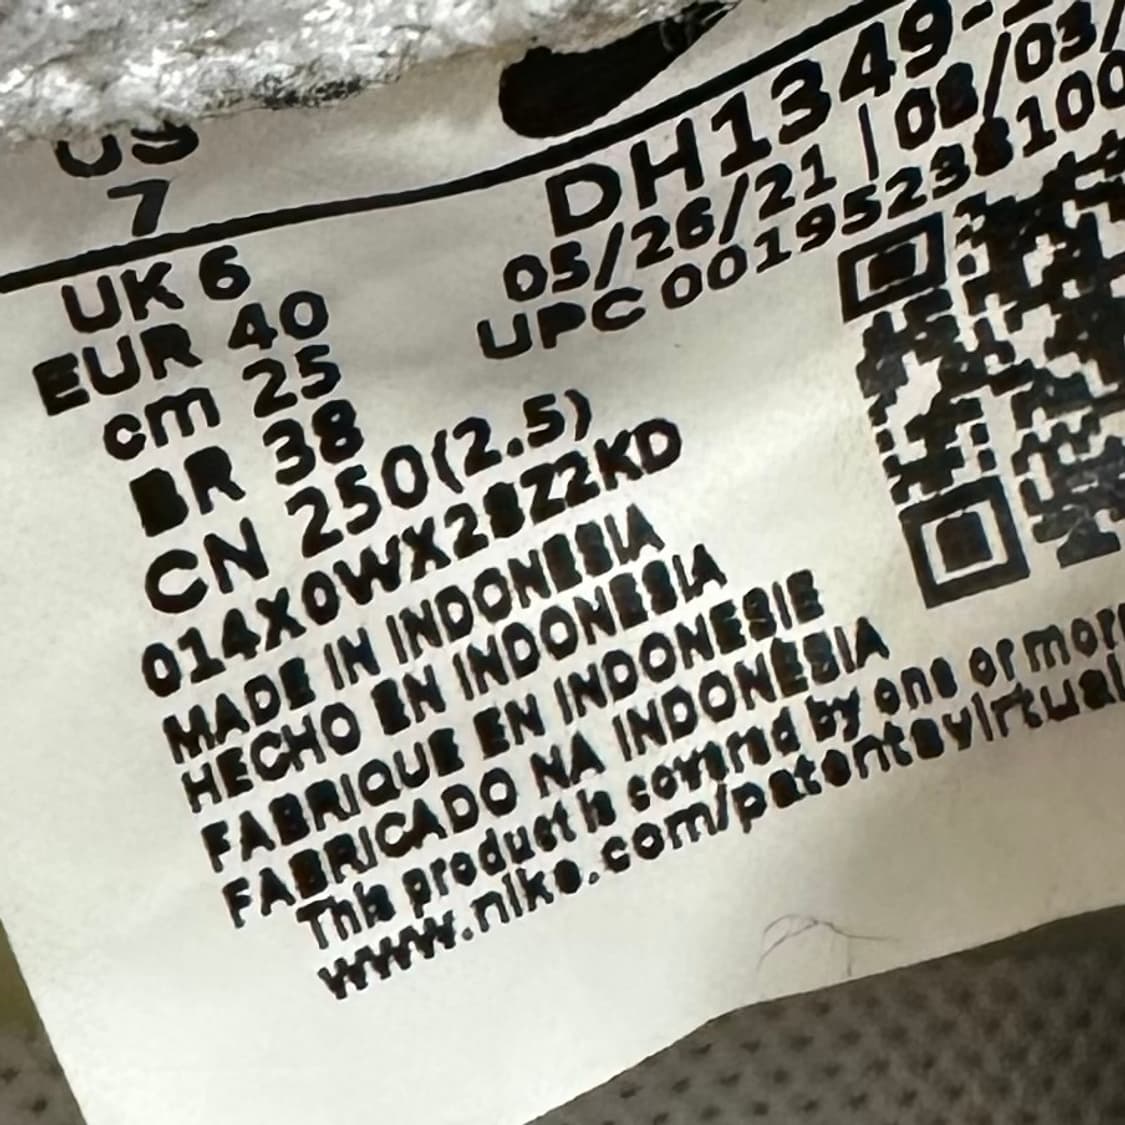 US
7
DH1349-
05/26/21 | 08/03/
UPC 00195238100
UK 6
EUR 40
cm 25
BR 38
CN 250(2.5)
014X0WX28Z2KD
MADE IN INDONESIA
HECHO EN INDONESIA
FABRIQUE EN INDONESIE
FABRICADO NA INDONESIA
This product is covered by one or more
www.nike.com/patentsvirtual